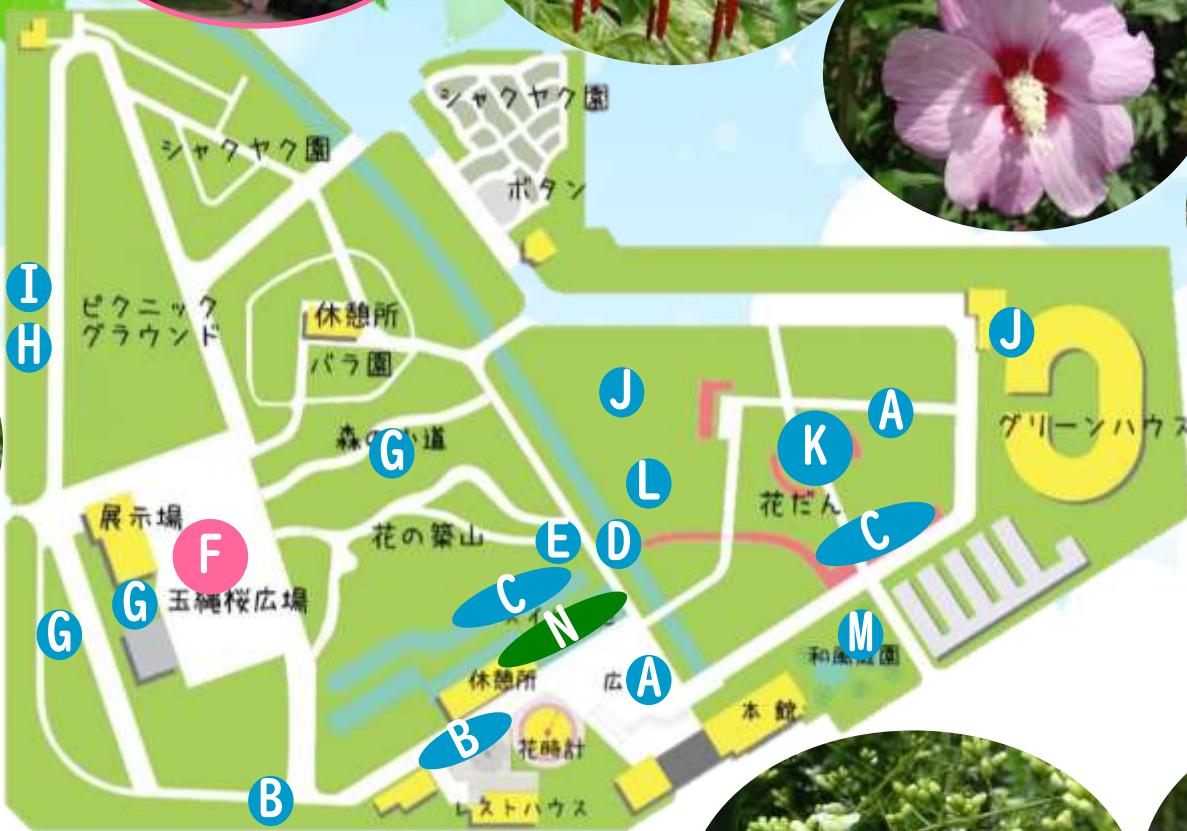 シャクヤク園
シャクヤク園
ボタン
I
H
ピクニック
グラウンド
休憩所
バラ園
J
J
A
グリーンハウス
森の小道
G
K
L
花だん
C
展示場
F
花の築山
E
D
G
玉縄桜広場
C
N
G
M
和風庭園
休憩所
広
A
本館
B
花時計
B
レストハウス